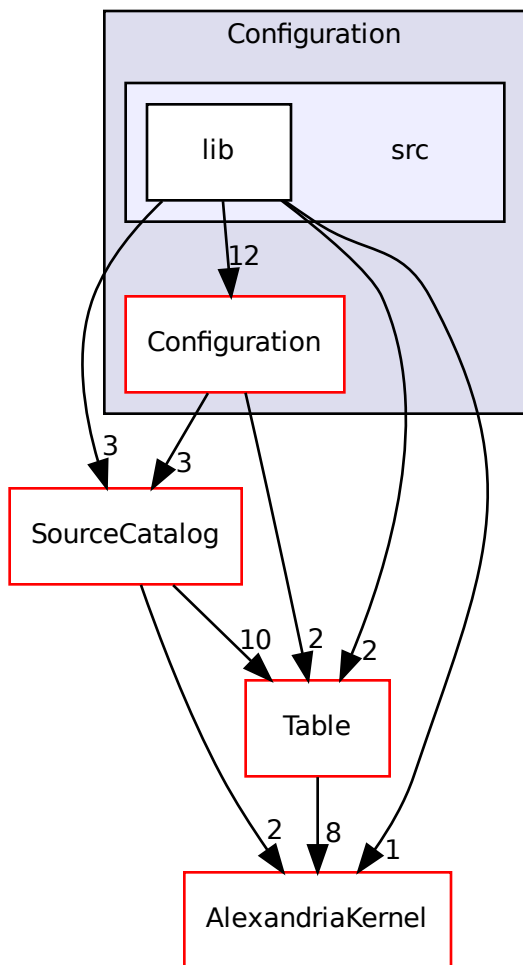 Configuration
lib
src
12
Configuration
3
3
SourceCatalog
10
2
2
Table
2
8
1
AlexandriaKernel